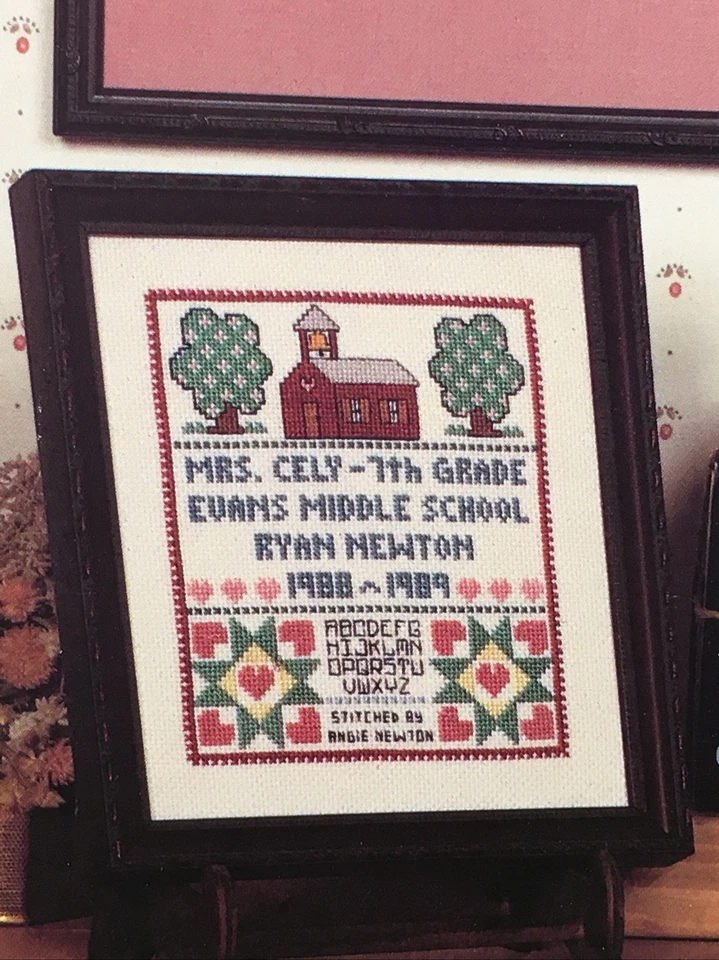 MRS. CELY-7th GRADE
EVANS MIDDLE SCHOOL
RYAN NEWTON
1988~1989
ABCDEFG
HIJKLMN
OPQRSTU
VWXYZ
STITCHED BY
ANGIE NEWTON